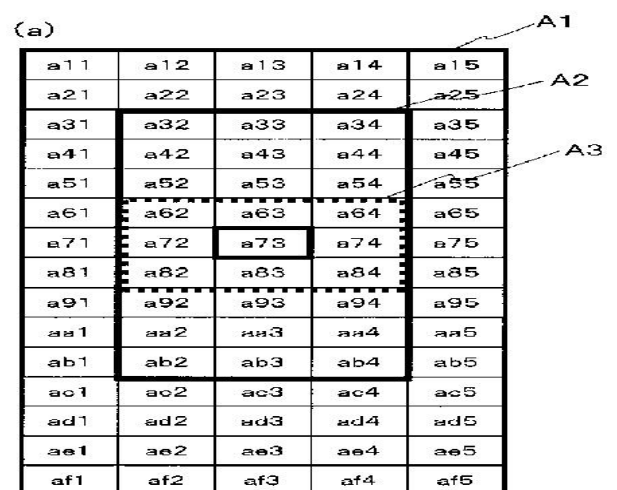 (a)
A1
a11 a12 a13 a14 a15
a21 a22 a23 a24 a25
A2
a31 a32 a33 a34 a35
a41 a42 a43 a44 a45
A3
a51 a52 a53 a54 a55
a61 a62 a63 a64 a65
a71 a72 a73 a74 a75
a81 a82 a83 a84 a85
a91 a92 a93 a94 a95
aa1 aa2 aa3 aa4 aa5
ab1 ab2 ab3 ab4 ab5
ac1 ac2 ac3 ac4 ac5
ad1 ad2 ad3 ad4 ad5
ae1 ae2 ae3 ae4 ae5
af1 af2 af3 af4 af5